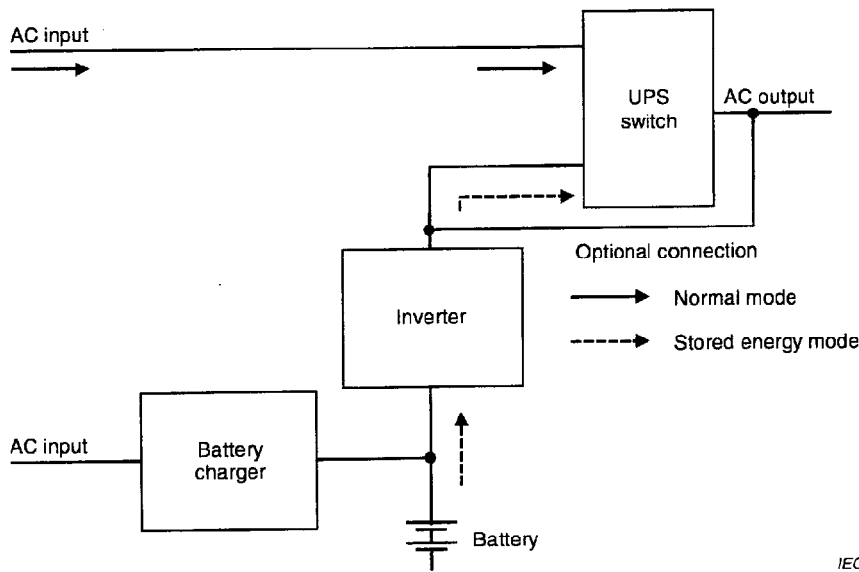 AC input
UPS
switch
AC output
Optional connection
Normal mode
Inverter
Stored energy mode
AC input
Battery
charger
Battery
IEC